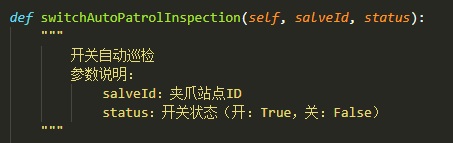 def switchAutoPatrolInspection(self, salveId, status):
"""
开关自动巡检
参数说明：
salveId：夹爪站点ID
status：开关状态（开：True，关：False）
"""